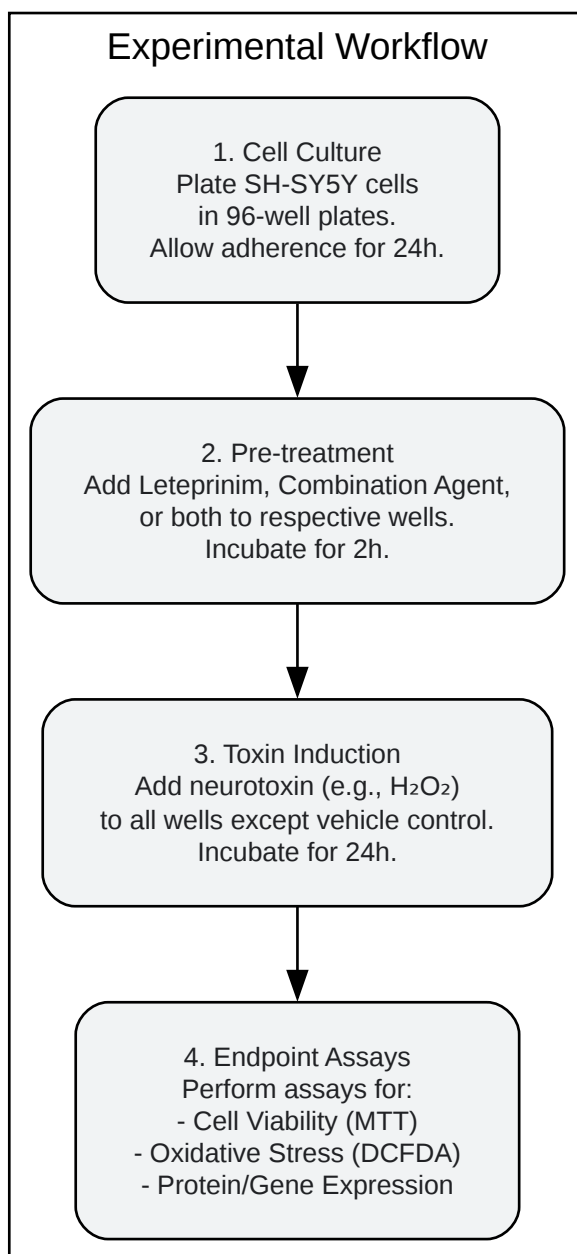 Experimental Workflow
1. Cell Culture
Plate SH-SY5Y cells
in 96-well plates.
Allow adherence for 24h.
2. Pre-treatment
Add Leteprinim, Combination Agent,
or both to respective wells.
Incubate for 2h.
3. Toxin Induction
Add neurotoxin (e.g., H₂O₂)
to all wells except vehicle control.
Incubate for 24h.
4. Endpoint Assays
Perform assays for:
- Cell Viability (MTT)
- Oxidative Stress (DCFDA)
- Protein/Gene Expression